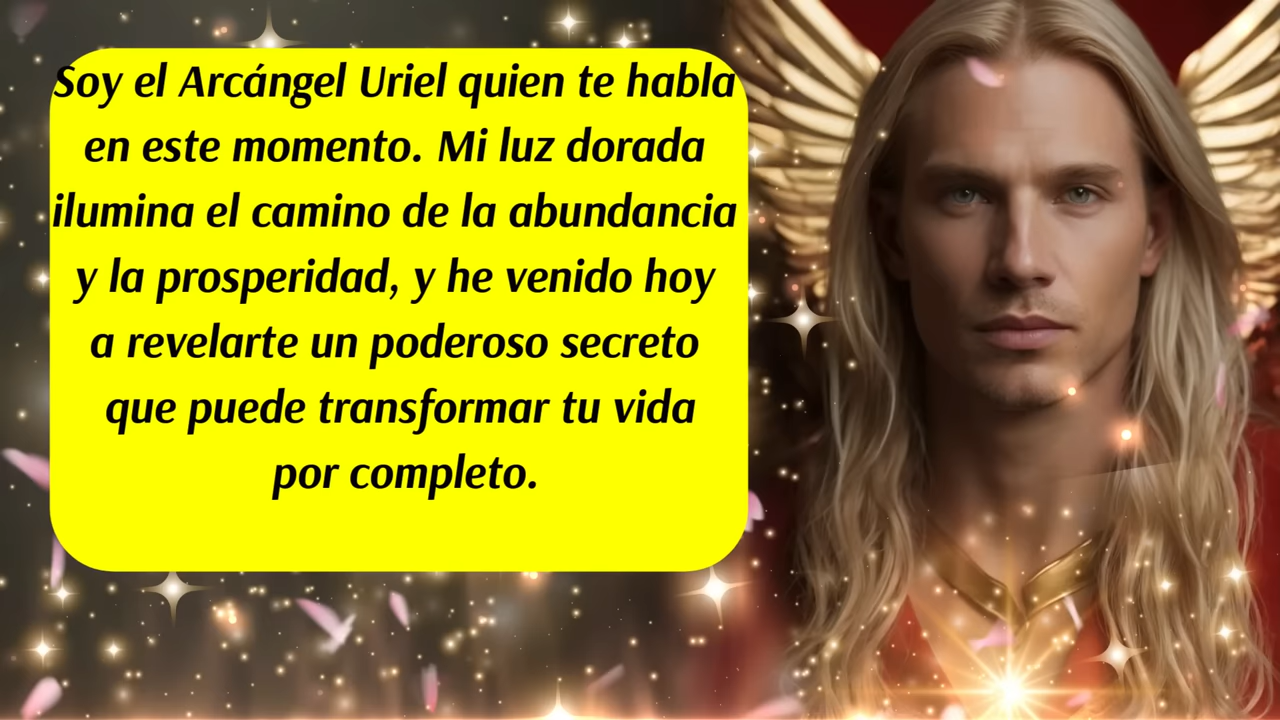 Soy el Arcángel Uriel quien te habla
en este momento. Mi luz dorada
ilumina el camino de la abundancia
y la prosperidad, y he venido hoy
a revelarte un poderoso secreto
que puede transformar tu vida
por completo.